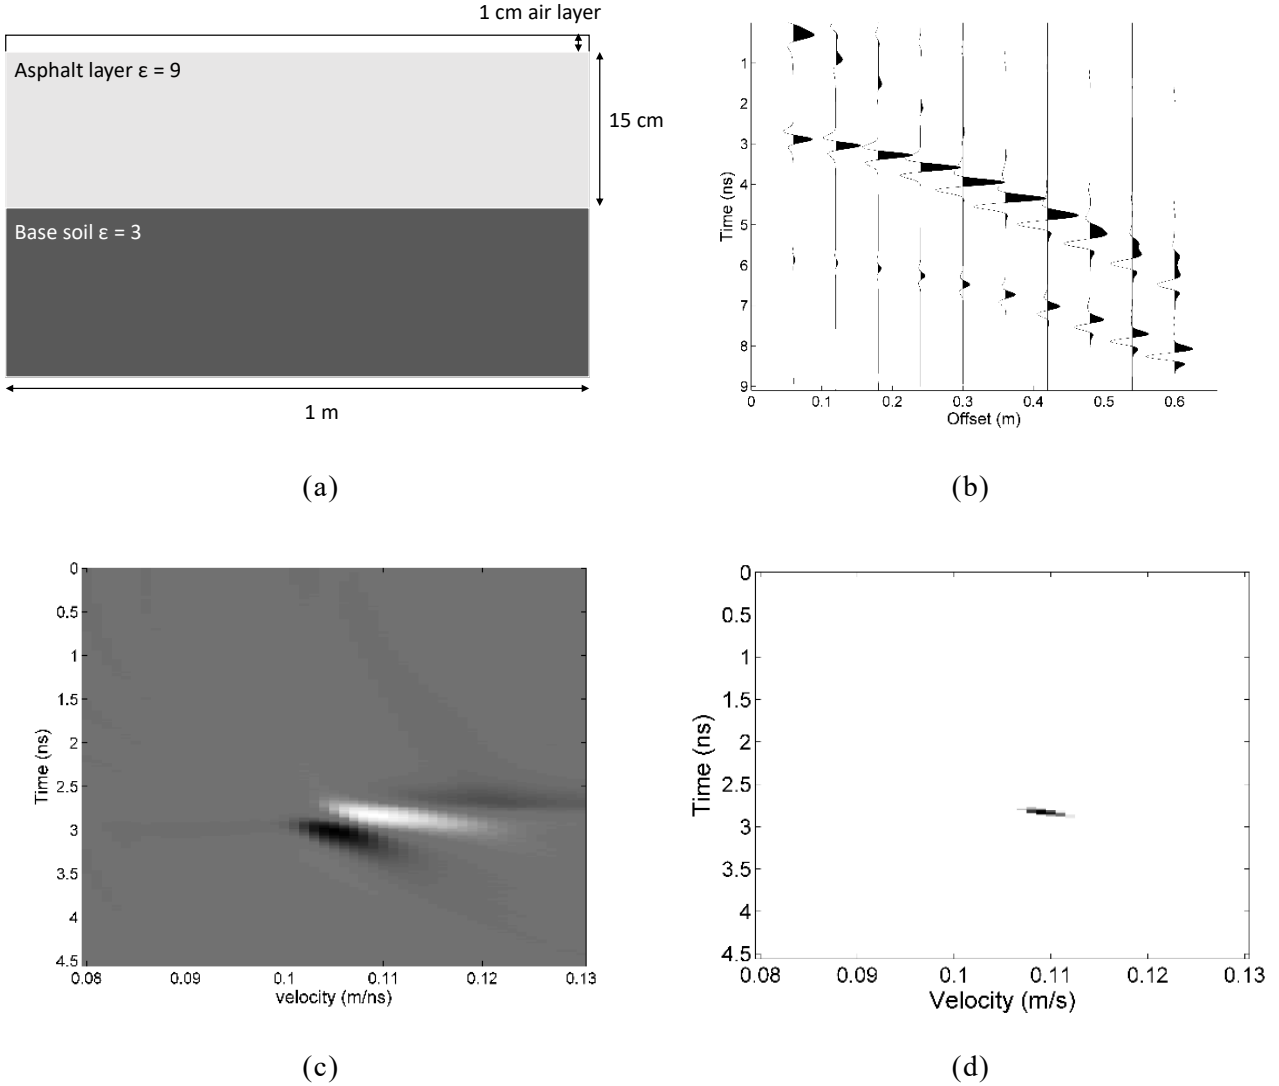 1 cm air layer
Asphalt layer ε = 9
15 cm
Base soil ε = 3
1 m
(a)
1
2
3
4
5
6
7
8
9
Time (ns)
0 0.1 0.2 0.3 0.4 0.5 0.6
Offset (m)
(b)
0
0.5
1
1.5
2
2.5
3
3.5
4
4.5
Time (ns)
0.08 0.09 0.1 0.11 0.12 0.13
velocity (m/ns)
(c)
0
0.5
1
1.5
2
2.5
3
3.5
4
4.5
Time (ns)
0.08 0.09 0.1 0.11 0.12 0.13
Velocity (m/s)
(d)